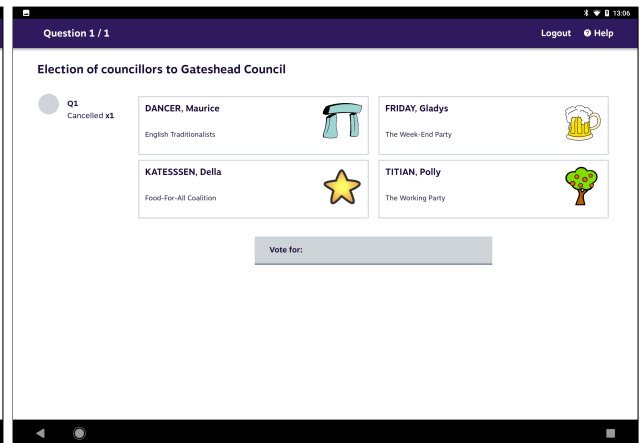 13:06
Question 1 / 1
Logout
Help
Election of councillors to Gateshead Council
Q1
Cancelled x1
DANCER, Maurice
English Traditionalists
FRIDAY, Gladys
The Week-End Party
KATESSSEN, Della
Food-For-All Coalition
TITIAN, Polly
The Working Party
Vote for: